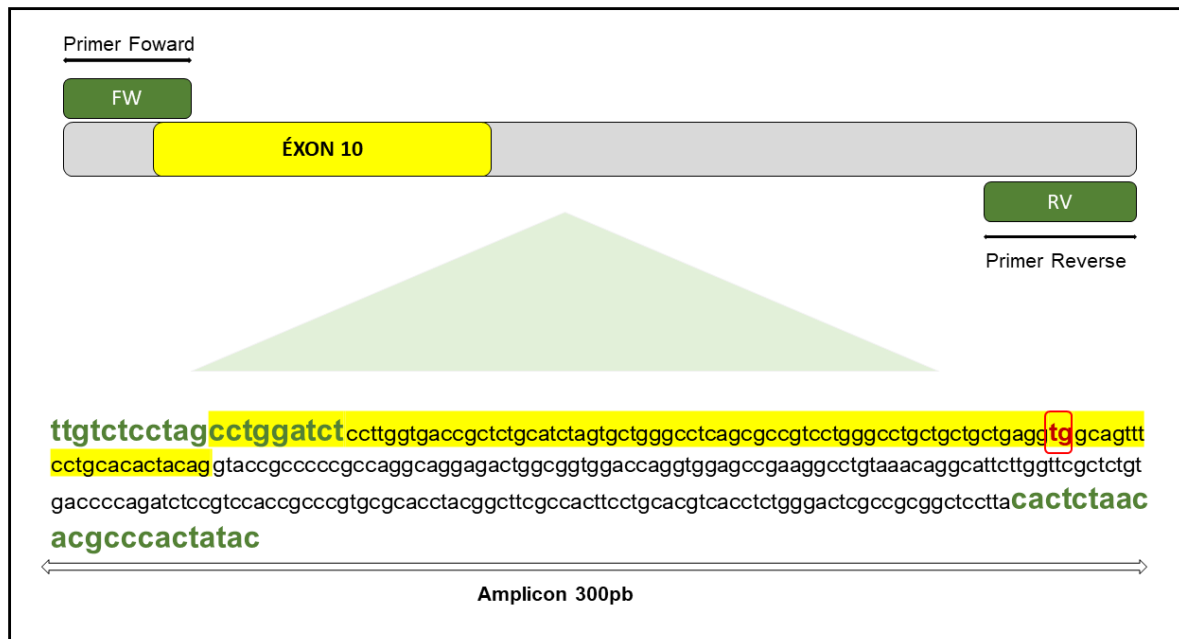 Primer Foward
FW
ÉXON 10
RV
Primer Reverse
ttgtctcctagcctggatctccttggtgaccgctctgcatctagtgctgggcctcagcgccgtcctgggcctgctgctgctgaggtggcagttt
cctgcacactacaggtaccgcccccgccaggcaggagactggcggtggaccaggtggagccgaaggcctgtaaacaggcattcttggttcgctctgt
gaccccagatctccgtccaccgcccgtgcgcacctacggcttcgccacttcctgcacgtcacctctgggactcgccgcggctccttacactctaac
acgcccactatac
Amplicon 300pb